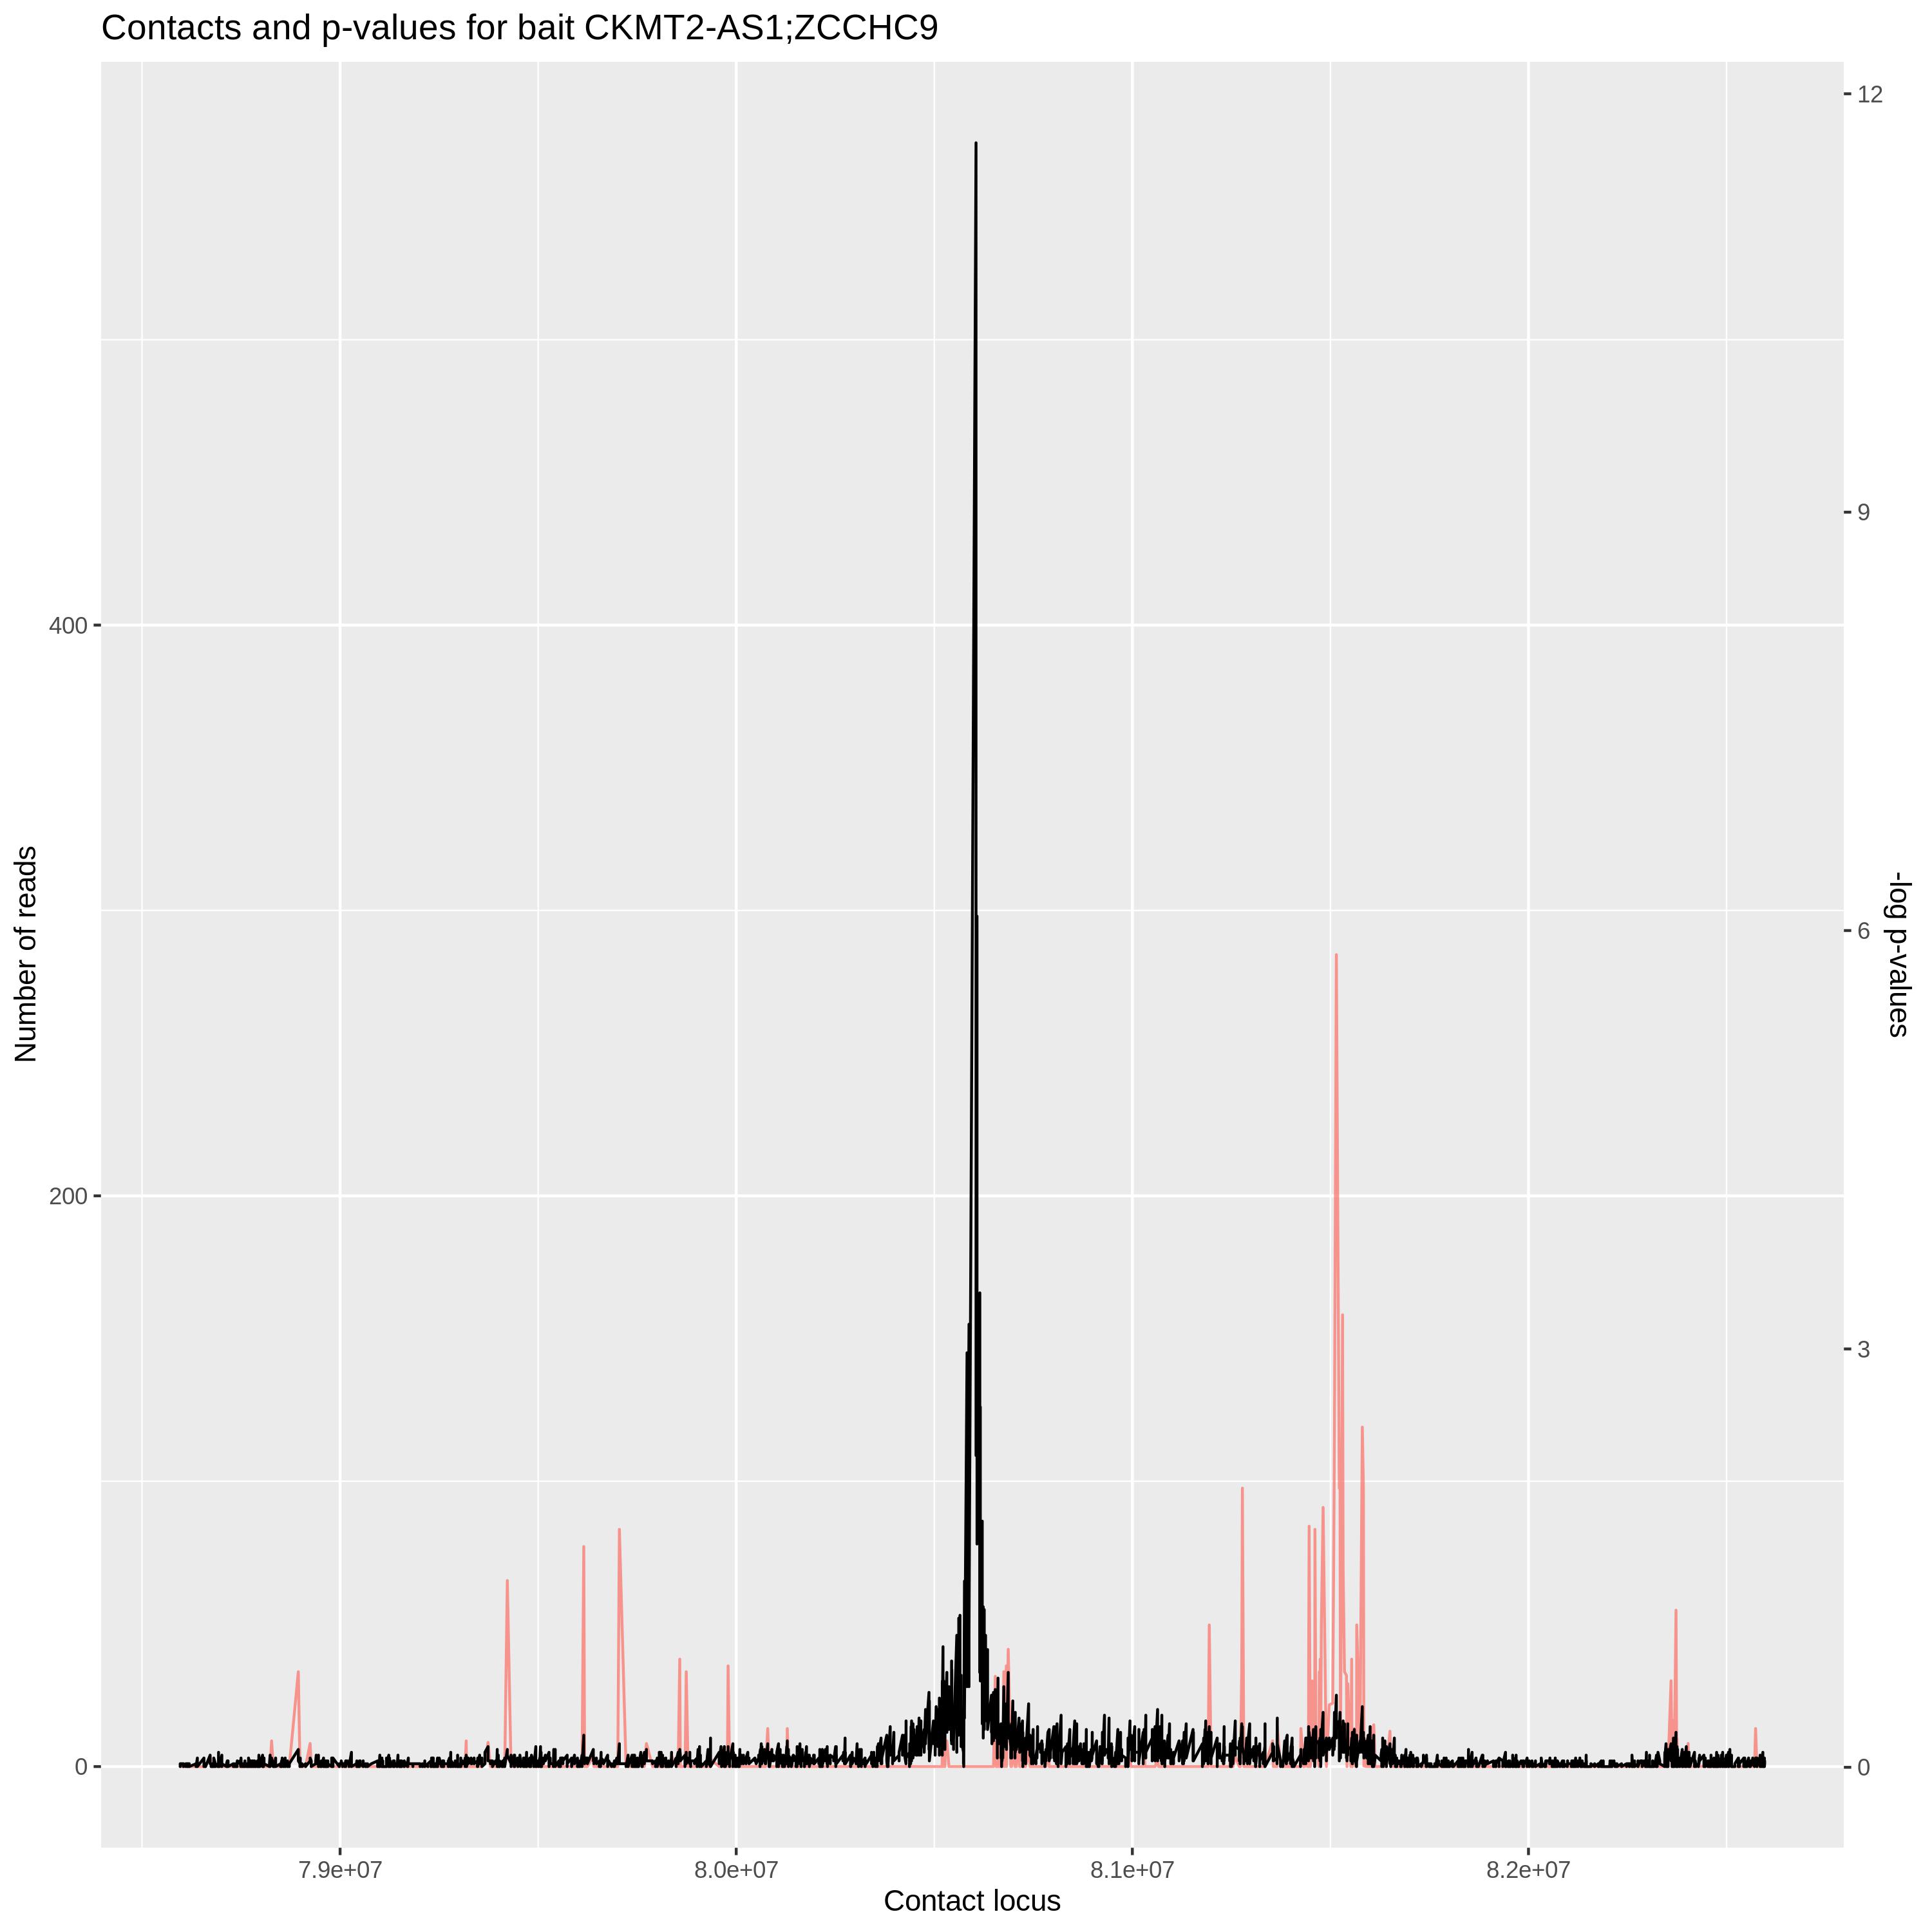 Contacts and p-values for bait CKMT2-AS1;ZCCHC9
Number of reads
400
200
0
12
9
6
3
0
-log p-values
7.9e+07
8.0e+07
8.1e+07
8.2e+07
Contact locus